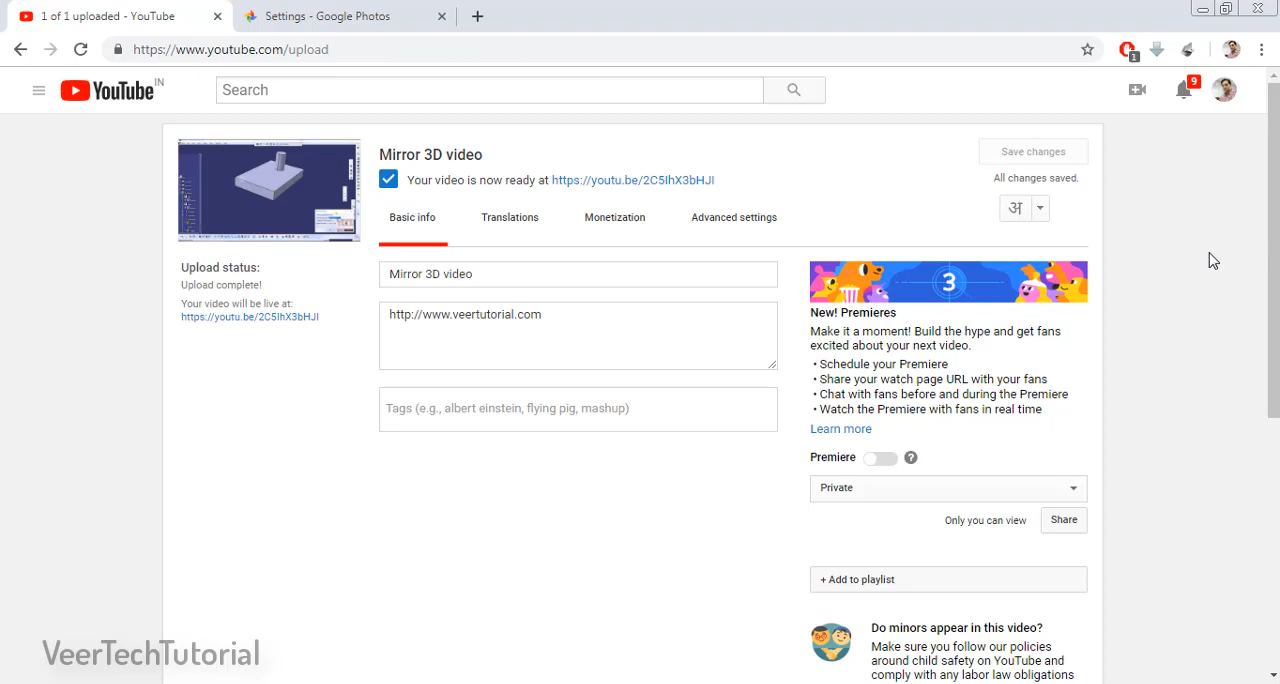 1 of 1 uploaded - YouTube
Settings - Google Photos
https://www.youtube.com/upload
1
YouTube IN
Search
9
Mirror 3D video
Save changes
Your video is now ready at https://youtu.be/2C5IhX3bHJI
All changes saved.
Basic info
Translations
Monetization
Advanced settings
अ
Upload status:
Upload complete!
Your video will be live at:
https://youtu.be/2C5IhX3bHJI
Mirror 3D video
http://www.veertutorial.com
Tags (e.g., albert einstein, flying pig, mashup)
3
New! Premieres
Make it a moment! Build the hype and get fans
excited about your next video.
• Schedule your Premiere
• Share your watch page URL with your fans
• Chat with fans before and during the Premiere
• Watch the Premiere with fans in real time
Learn more
Premiere
?
Private
Only you can view
Share
+ Add to playlist
Do minors appear in this video?
Make sure you follow our policies
around child safety on YouTube and
comply with any labor law obligations
VeerTechTutorial